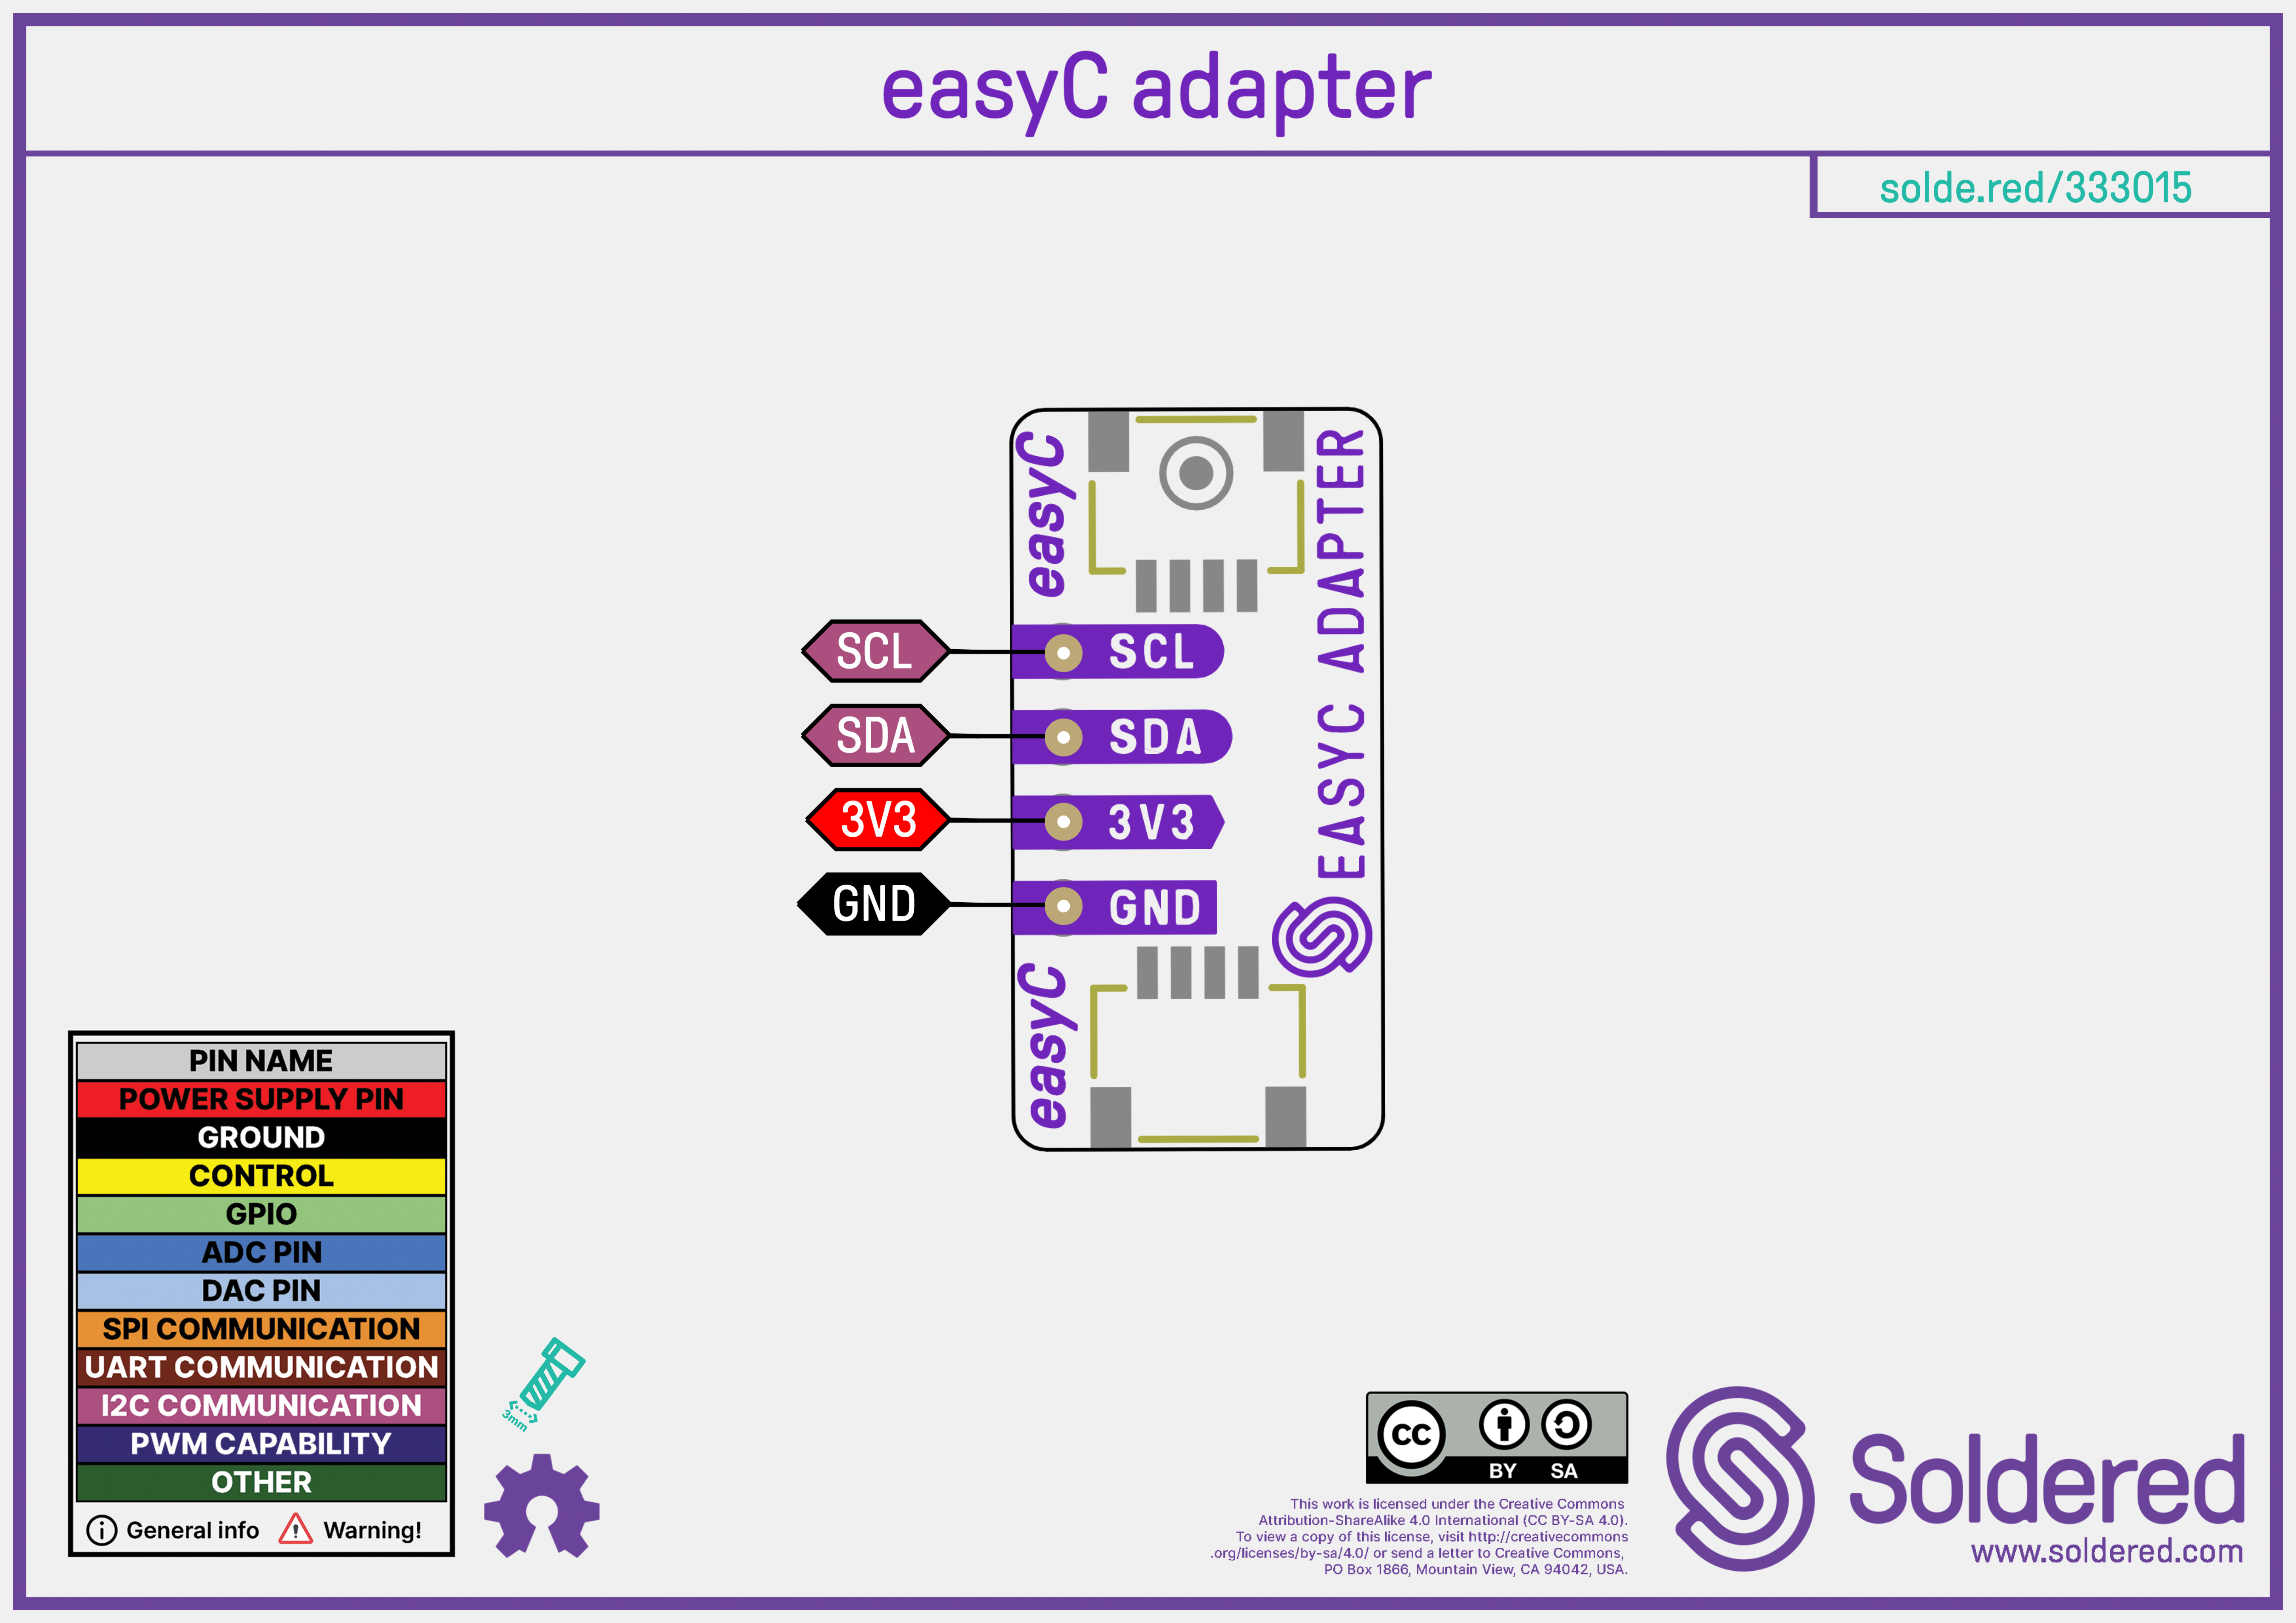 easyC adapter
solde.red/333015
easyC
EASYC ADAPTER
SCL
SCL
SDA
SDA
3V3
3V3
GND
GND
easyC
PIN NAME
POWER SUPPLY PIN
GROUND
CONTROL
GPIO
ADC PIN
DAC PIN
SPI COMMUNICATION
UART COMMUNICATION
I2C COMMUNICATION
PWM CAPABILITY
OTHER
i General info ! Warning!
3mm
cc
BY SA
This work is licensed under the Creative Commons
Attribution-ShareAlike 4.0 International (CC BY-SA 4.0).
To view a copy of this license, visit http://creativecommons
.org/licenses/by-sa/4.0/ or send a letter to Creative Commons,
PO Box 1866, Mountain View, CA 94042, USA.
Soldered
www.soldered.com